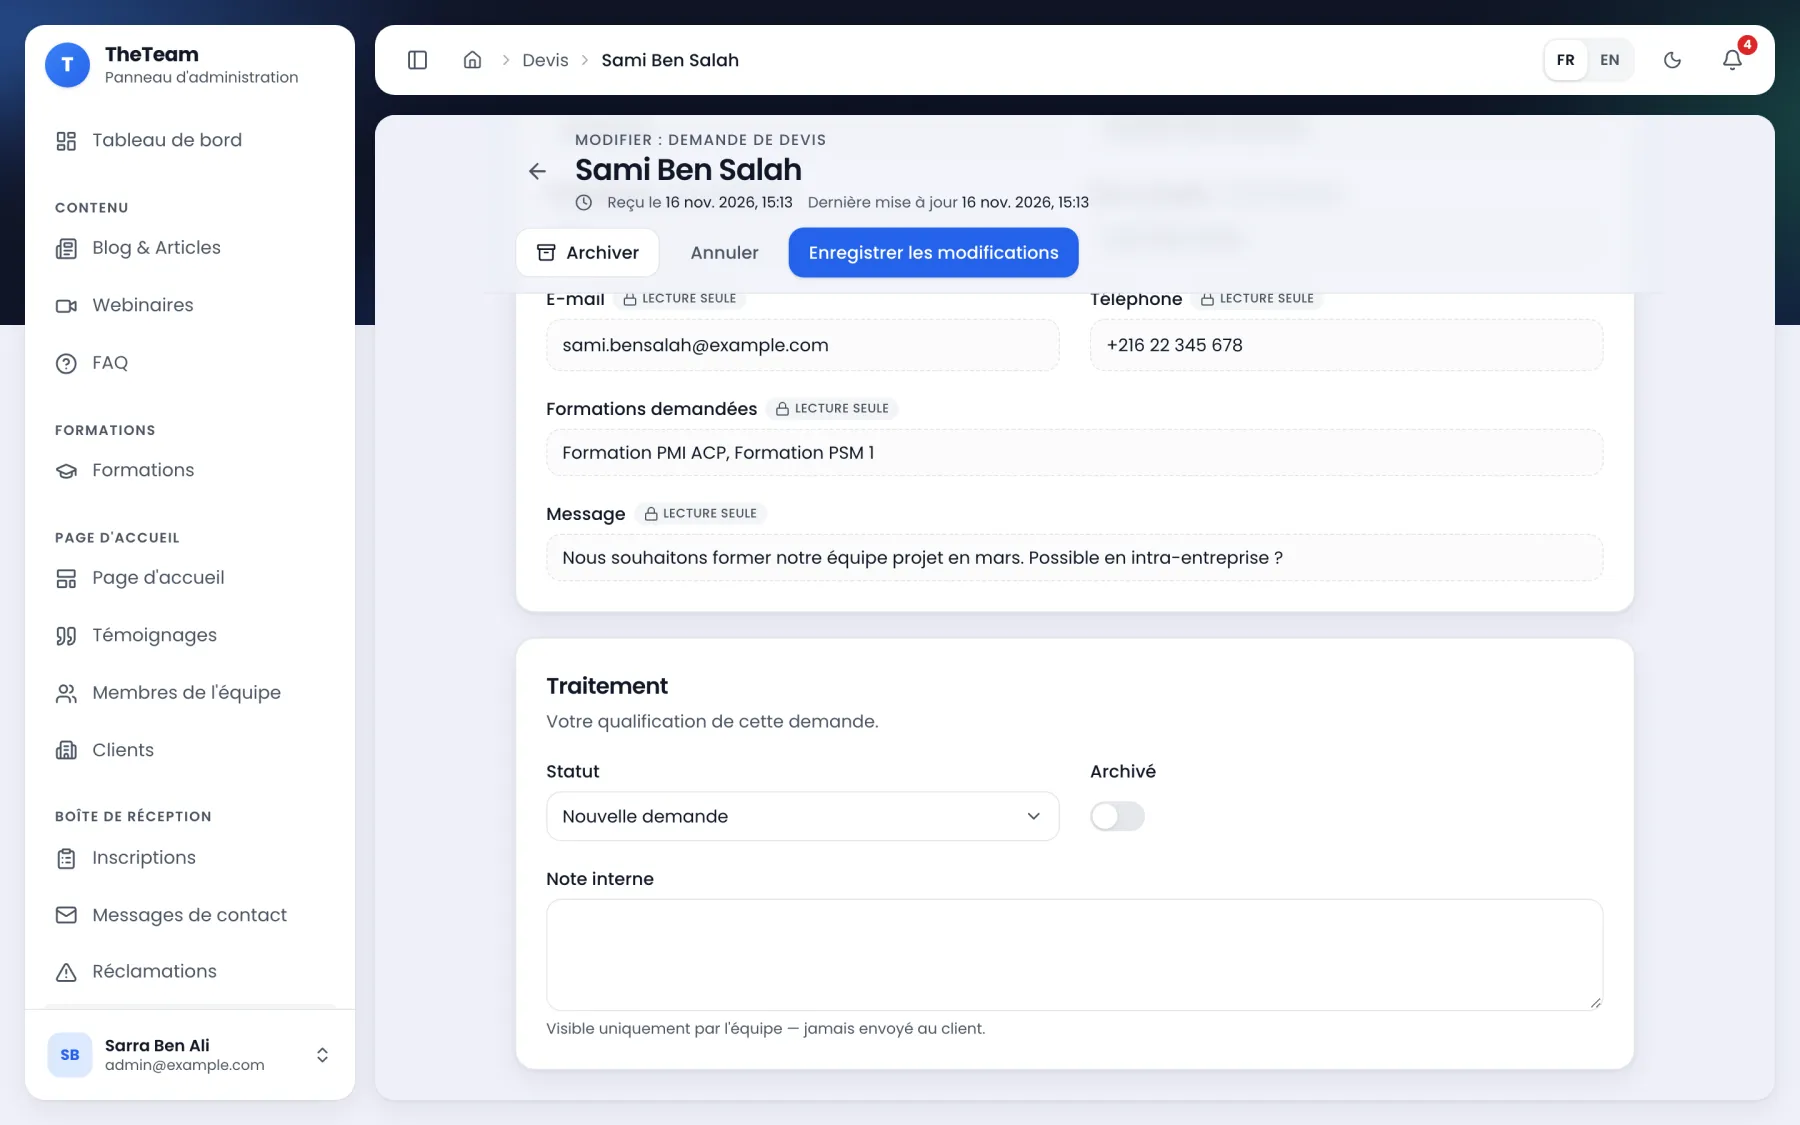 T
TheTeam
Panneau d'administration
Tableau de bord
CONTENU
Blog & Articles
Webinaires
FAQ
FORMATIONS
Formations
PAGE D'ACCUEIL
Page d'accueil
Témoignages
Membres de l'équipe
Clients
BOÎTE DE RÉCEPTION
Inscriptions
Messages de contact
Réclamations
SB
Sarra Ben Ali
admin@example.com
Devis
Sami Ben Salah
FR
EN
4
MODIFIER : DEMANDE DE DEVIS
Sami Ben Salah
Reçu le 16 nov. 2026, 15:13 Dernière mise à jour 16 nov. 2026, 15:13
Archiver
Annuler
Enregistrer les modifications
E-mail LECTURE SEULE
sami.bensalah@example.com
Téléphone LECTURE SEULE
+216 22 345 678
Formations demandées LECTURE SEULE
Formation PMI ACP, Formation PSM 1
Message LECTURE SEULE
Nous souhaitons former notre équipe projet en mars. Possible en intra-entreprise ?
Traitement
Votre qualification de cette demande.
Statut
Nouvelle demande
Archivé
Note interne
Visible uniquement par l'équipe — jamais envoyé au client.